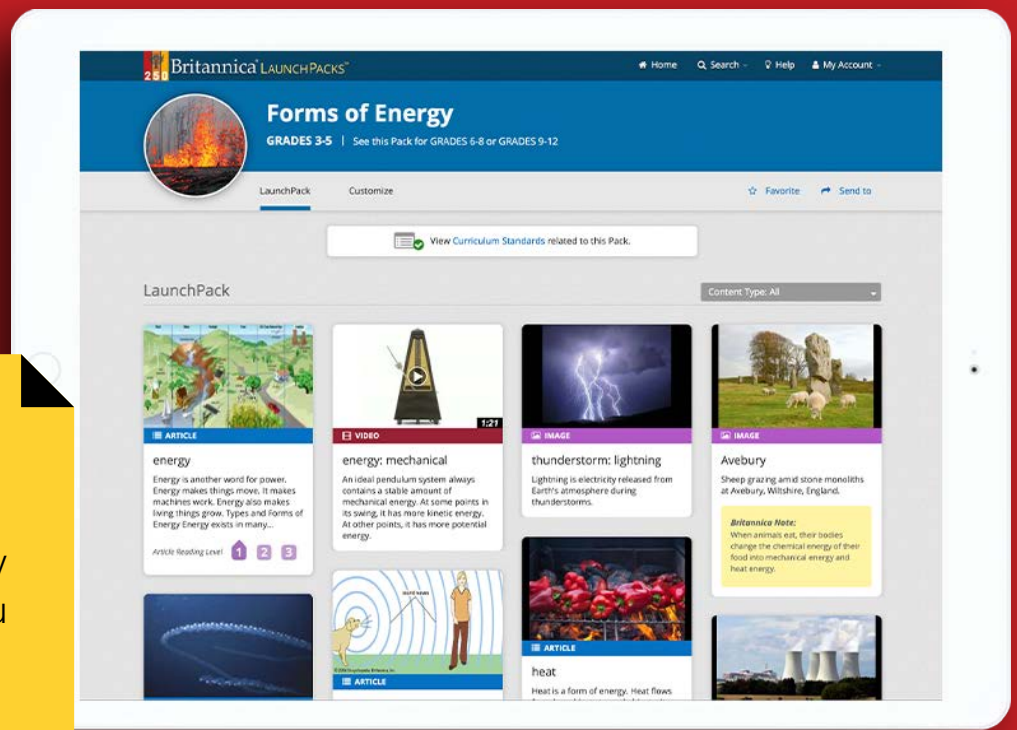 250 Britannica® LAUNCHPACKS™
Home
Search
Help
My Account
Forms of Energy
GRADES 3-5 | See this Pack for GRADES 6-8 or GRADES 9-12
LaunchPack
Customize
Favorite
Send to
View Curriculum Standards related to this Pack.
LaunchPack
Content Type: All
ARTICLE
energy
Energy is another word for power.
Energy makes things move. It makes
machines work. Energy also makes
living things grow. Types and Forms of
Energy Energy exists in many...
Article Reading Level 1 2 3
1:21
VIDEO
energy: mechanical
An ideal pendulum system always
contains a stable amount of
mechanical energy. At some points in
its swing, it has more kinetic energy.
At other points, it has more potential
energy.
IMAGE
thunderstorm: lightning
Lightning is electricity released from
Earth's atmosphere during
thunderstorms.
IMAGE
Avebury
Sheep grazing amid stone monoliths
at Avebury, Wiltshire, England.
Britannica Note:
When animals eat, their bodies
change the chemical energy of their
food into mechanical energy and
heat energy.
ARTICLE
ARTICLE
heat
Heat is a form of energy. Heat flows